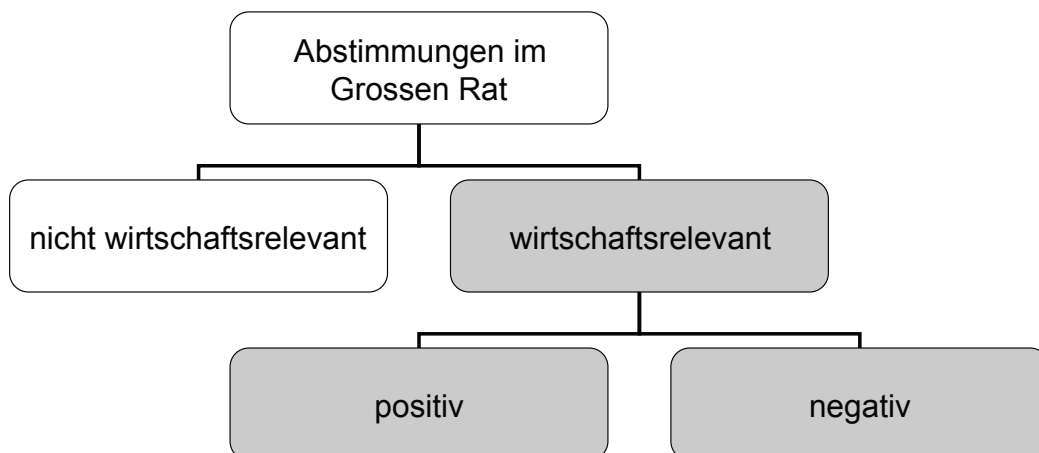 Abstimmungen im
Grossen Rat
nicht wirtschaftsrelevant
wirtschaftsrelevant
positiv
negativ